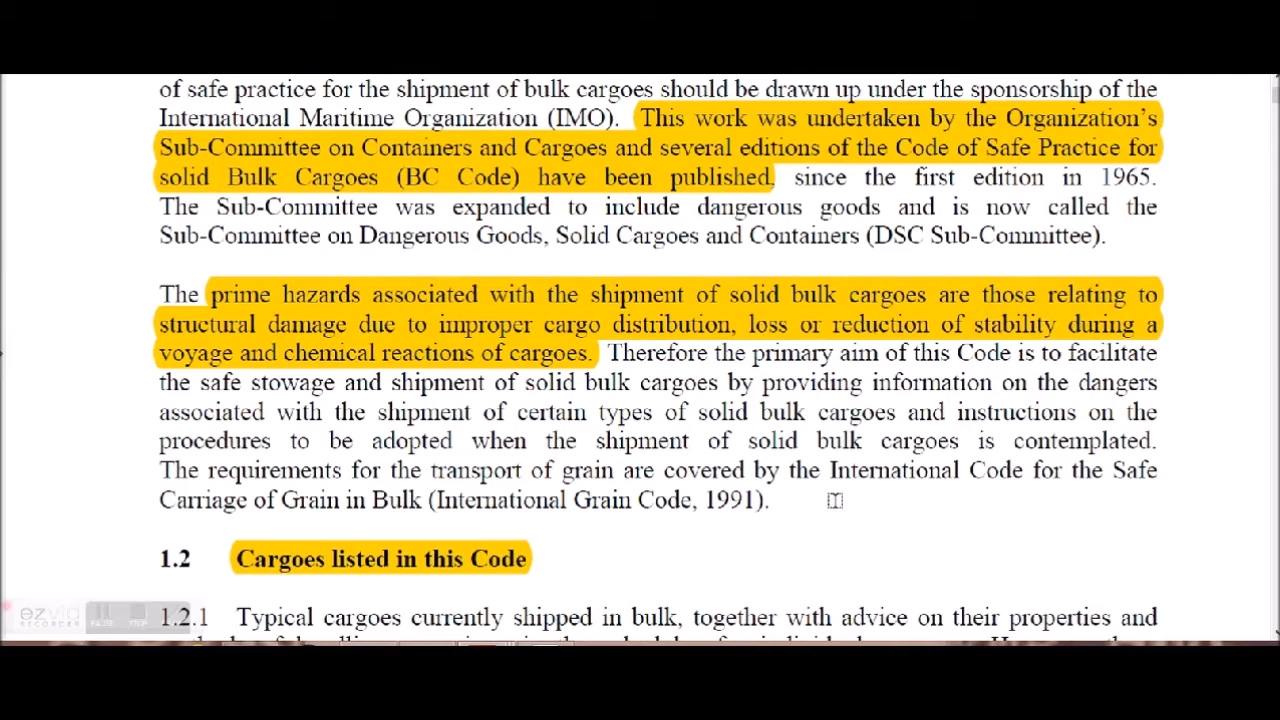 of safe practice for the shipment of bulk cargoes should be drawn up under the sponsorship of the
International Maritime Organization (IMO). This work was undertaken by the Organization's
Sub-Committee on Containers and Cargoes and several editions of the Code of Safe Practice for
solid Bulk Cargoes (BC Code) have been published, since the first edition in 1965.
The Sub-Committee was expanded to include dangerous goods and is now called the
Sub-Committee on Dangerous Goods, Solid Cargoes and Containers (DSC Sub-Committee).
The prime hazards associated with the shipment of solid bulk cargoes are those relating to
structural damage due to improper cargo distribution, loss or reduction of stability during a
voyage and chemical reactions of cargoes. Therefore the primary aim of this Code is to facilitate
the safe stowage and shipment of solid bulk cargoes by providing information on the dangers
associated with the shipment of certain types of solid bulk cargoes and instructions on the
procedures to be adopted when the shipment of solid bulk cargoes is contemplated.
The requirements for the transport of grain are covered by the International Code for the Safe
Carriage of Grain in Bulk (International Grain Code, 1991).
1.2 Cargoes listed in this Code
1.2.1 Typical cargoes currently shipped in bulk, together with advice on their properties and
ezvid
RECORDER